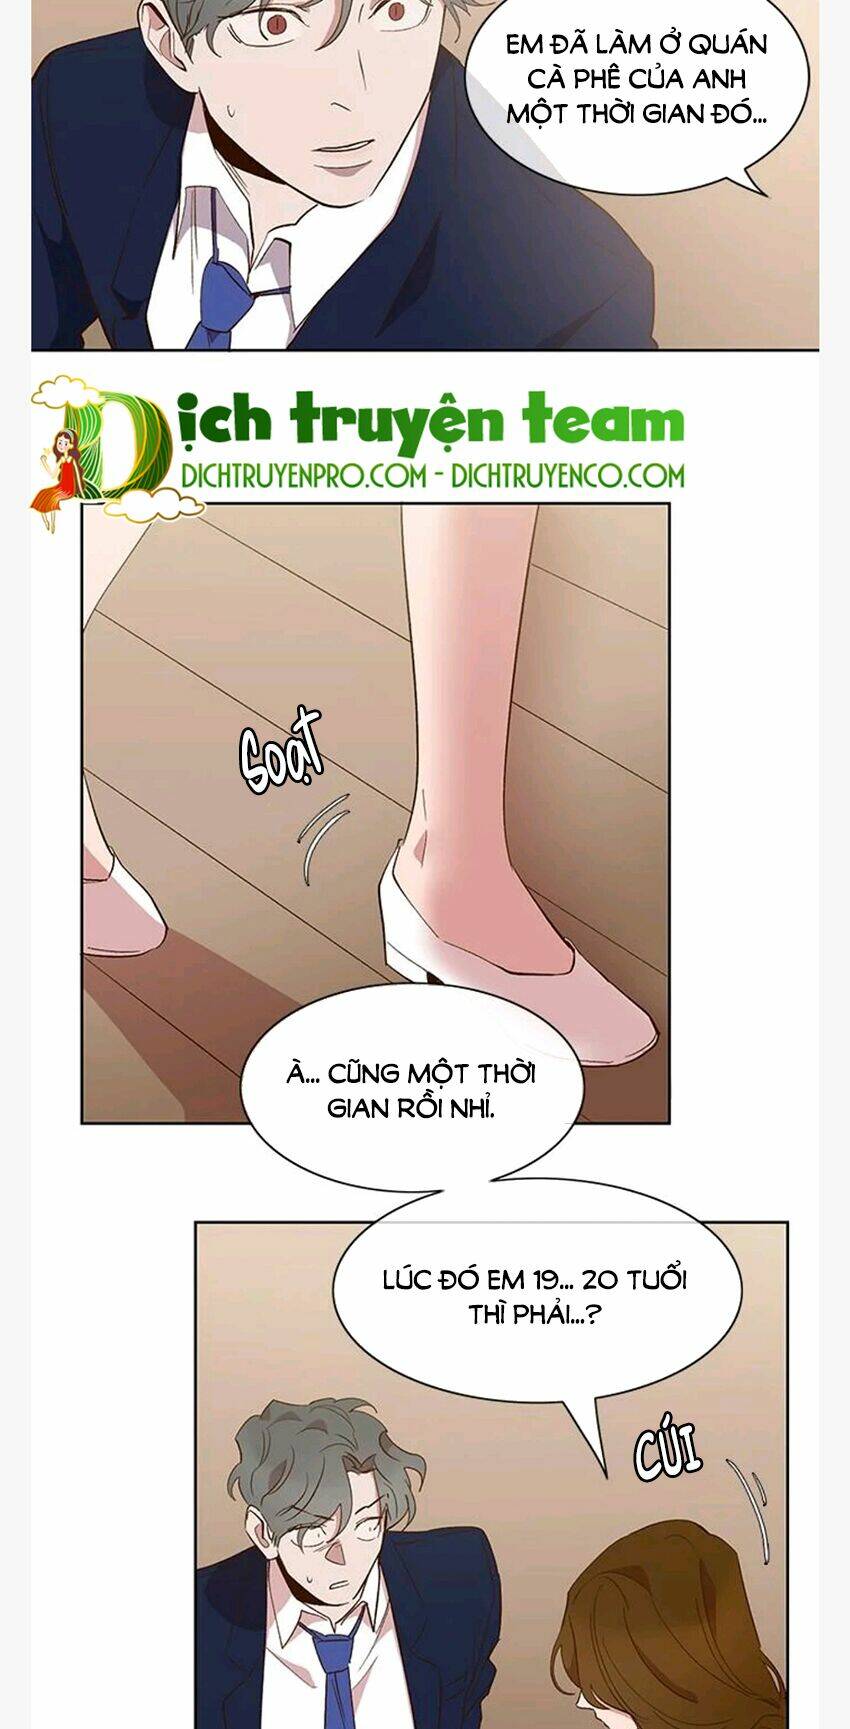 EM ĐÃ LÀM Ở QUÁN
CÀ PHÊ CỦA ANH
MỘT THỜI GIAN ĐÓ...
Dịch truyện team
DICHTRUYENPRO.COM - DICHTRUYENCO.COM
SOẠT
À... CŨNG MỘT THỜI
GIAN RỒI NHỈ.
LÚC ĐÓ EM 19... 20 TUỔI
THÌ PHẢI...?
CÚI